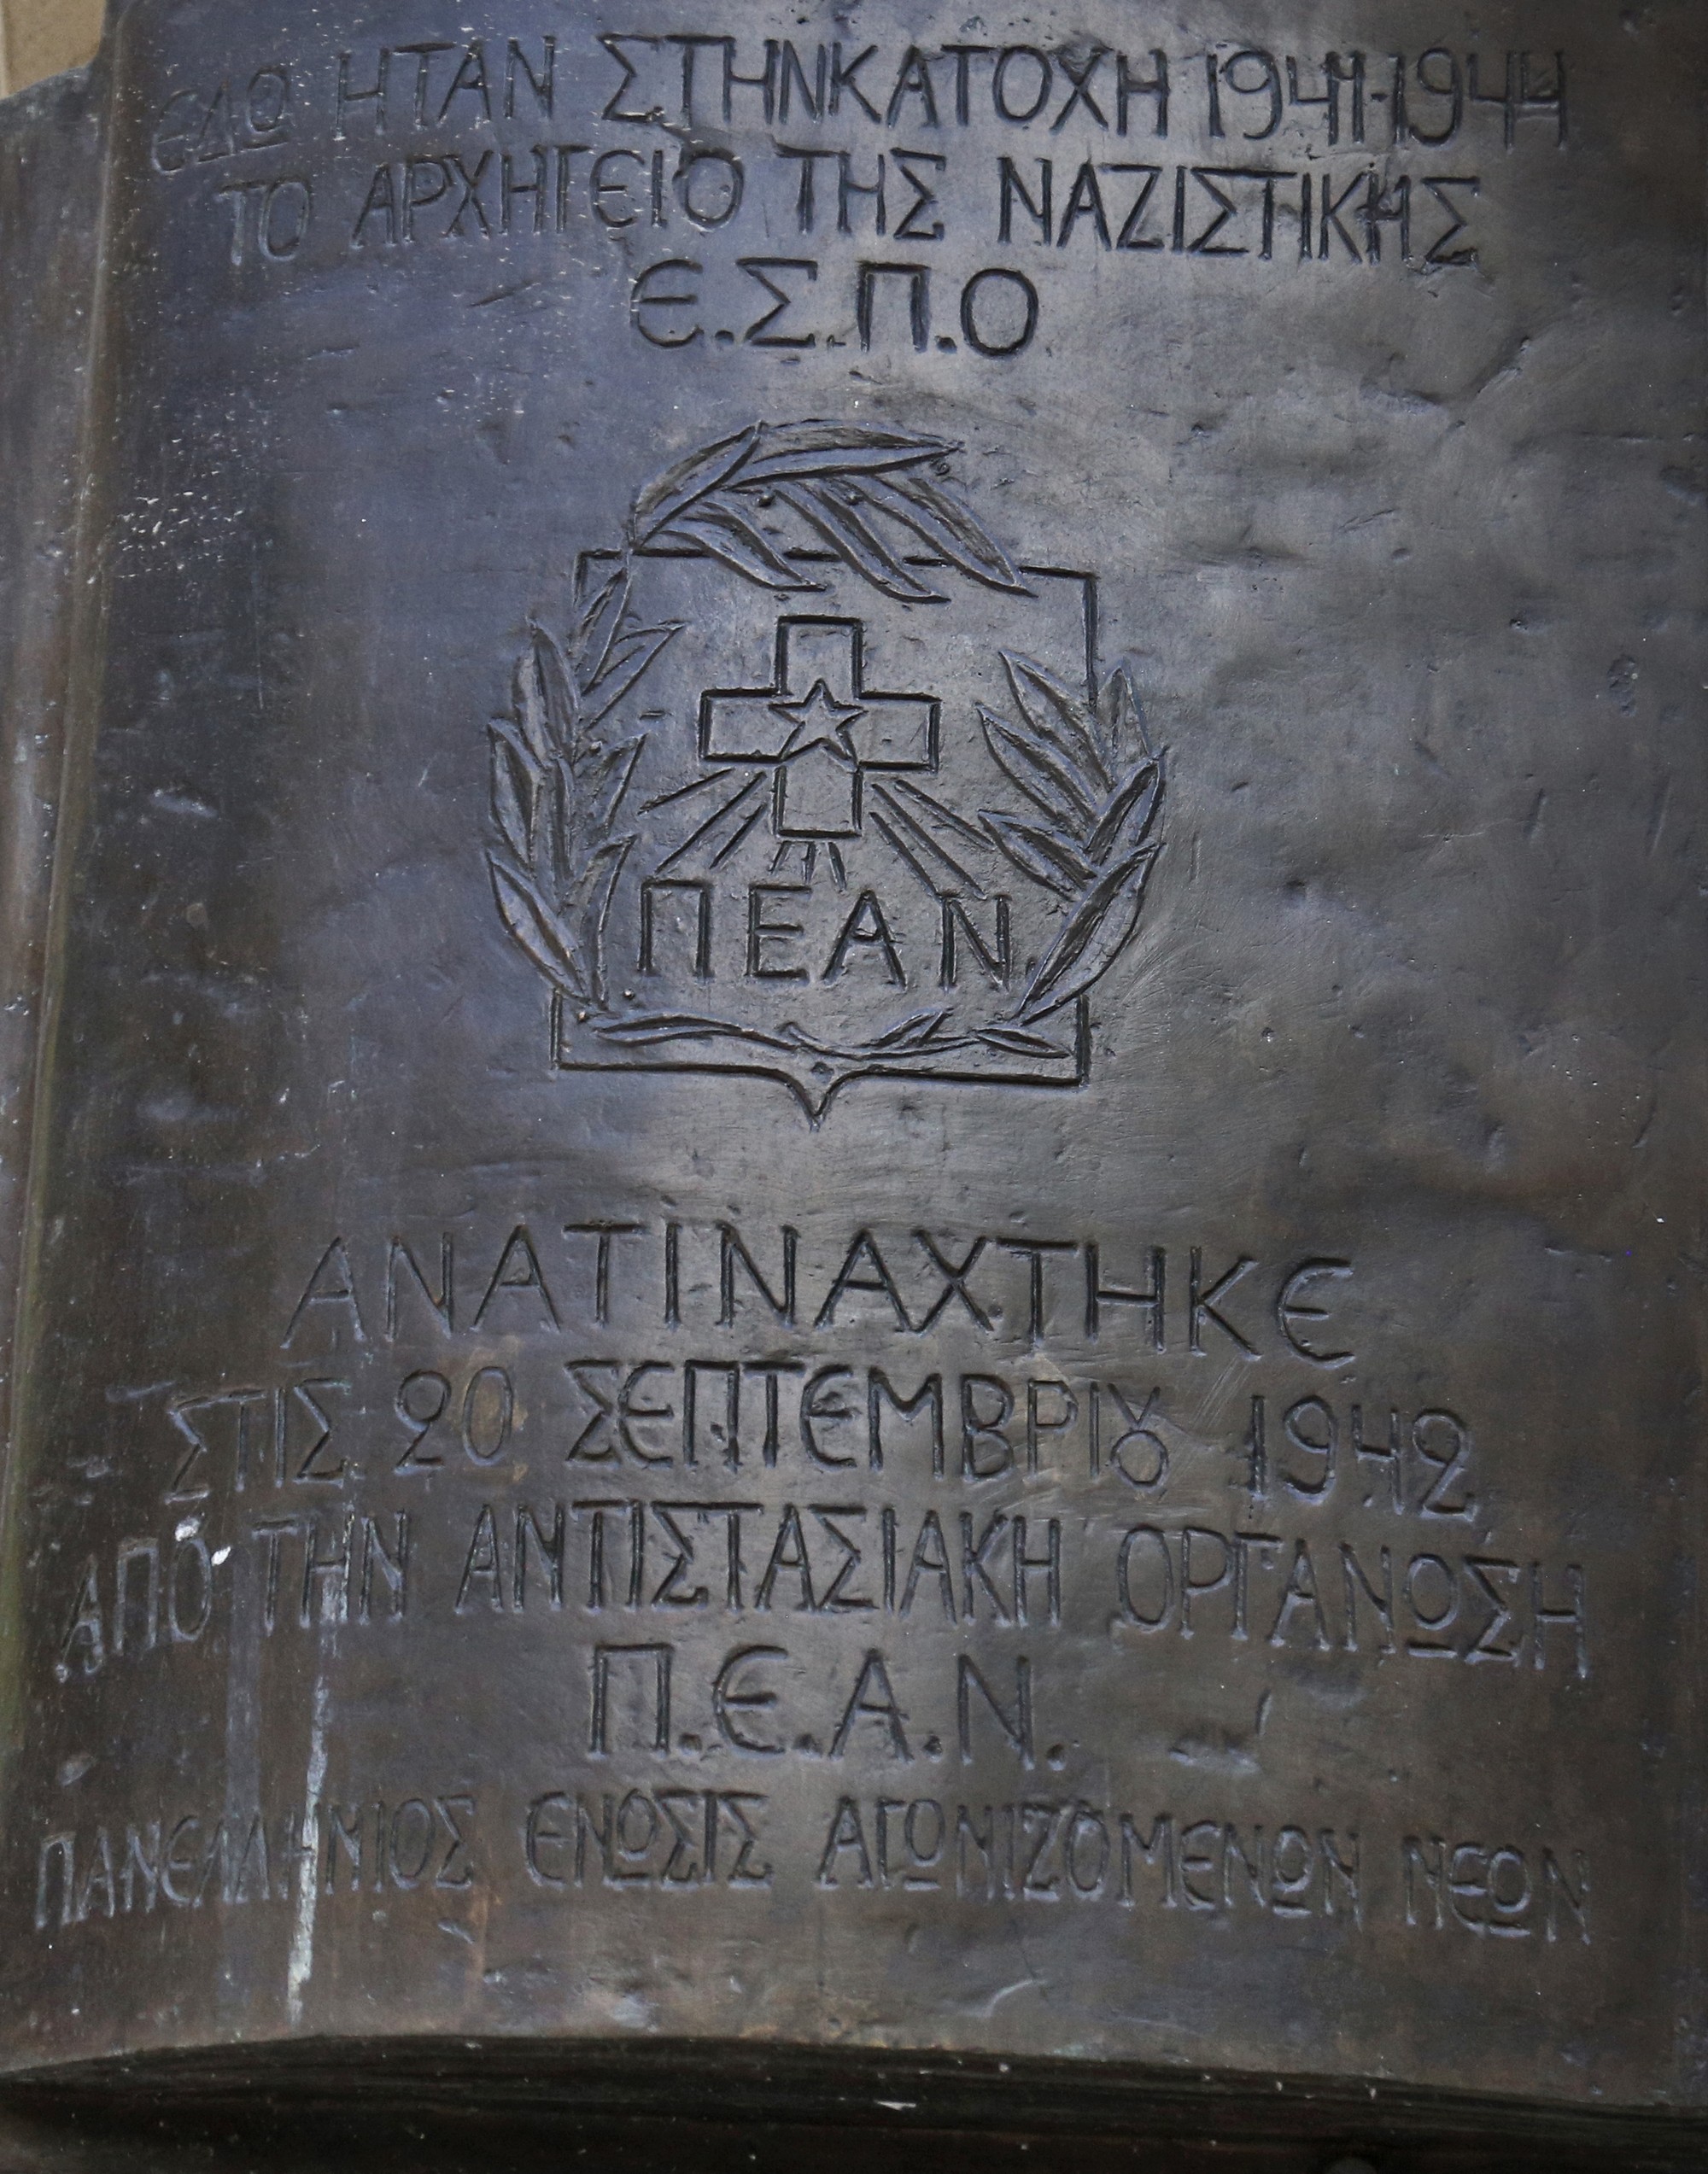 ΕΔΩ ΗΤΑΝ ΣΤΗΝ ΚΑΤΟΧΗ 1941-1944
ΤΟ ΑΡΧΗΓΕΙΟ ΤΗΣ ΝΑΖΙΣΤΙΚΗΣ
Ε.Σ.Π.Ο
ΠΕΑΝ
ΑΝΑΤΙΝΑΧΤΗΚΕ
ΣΤΙΣ 20 ΣΕΠΤΕΜΒΡΙȢ 1942
ΑΠΟ ΤΗΝ ΑΝΤΙΣΤΑΣΙΑΚΗ ΟΡΓΑΝΩΣΗ
Π.Ε.Α.Ν.
ΠΑΝΕΛΛΗΝΙΟΣ ΕΝΩΣΙΣ ΑΓΩΝΙΖΟΜΕΝΩΝ ΝΕΩΝ